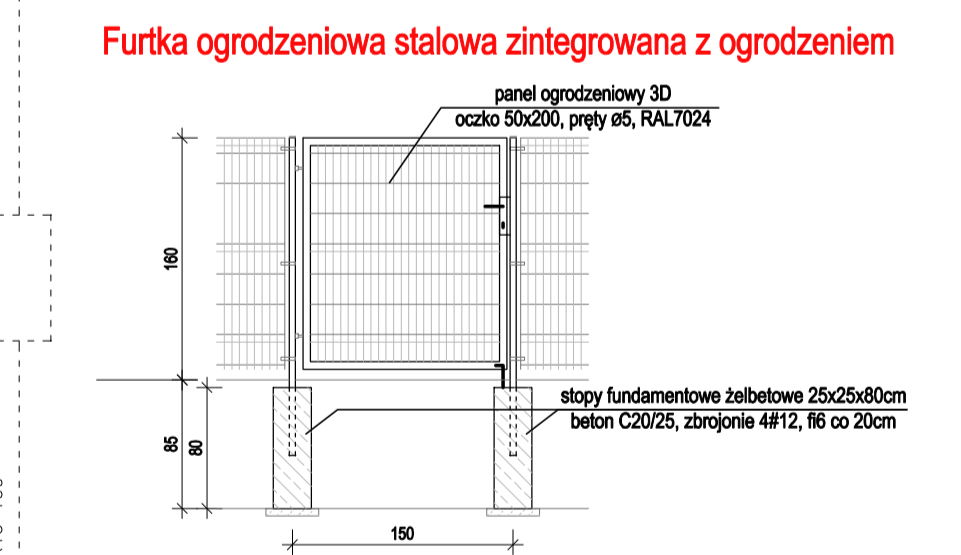 Furtka ogrodzeniowa stalowa zintegrowana z ogrodzeniem
panel ogrodzeniowy 3D
oczko 50x200, pręty ø5, RAL7024
160
stopy fundamentowe żelbetowe 25x25x80cm
beton C20/25, zbrojonie 4#12, fi6 co 20cm
85
80
150